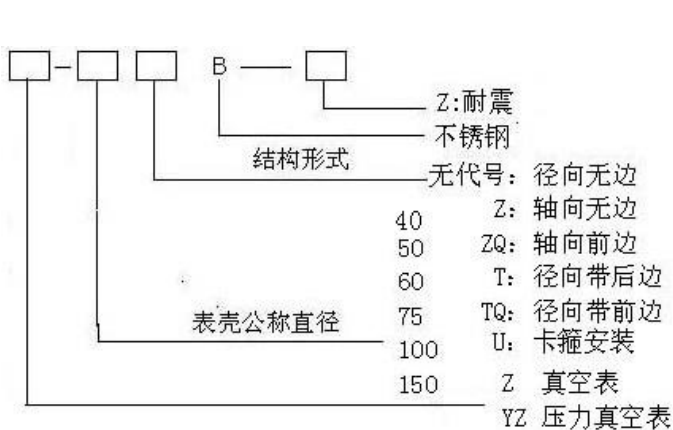 B
Z:耐震
不锈钢
结构形式
无代号：径向无边
Z：轴向无边
ZQ：轴向前边
T：径向带后边
TQ：径向带前边
U：卡箍安装
表壳公称直径
40
50
60
75
100
150
Z 真空表
YZ 压力真空表